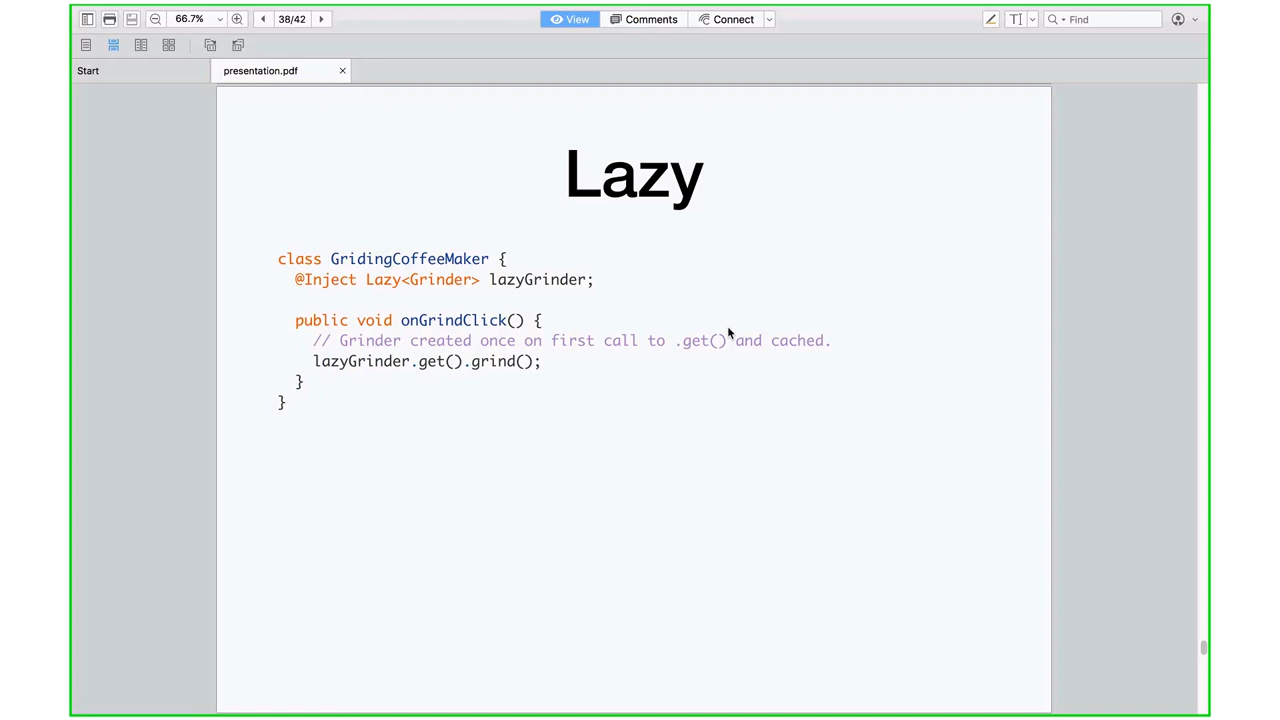 66.7%
38/42
View
Comments
Connect
T
Find
Start
presentation.pdf
Lazy
class GridingCoffeeMaker {
@Inject Lazy<Grinder> lazyGrinder;
public void onGrindClick() {
// Grinder created once on first call to .get() and cached.
lazyGrinder.get().grind();
}
}